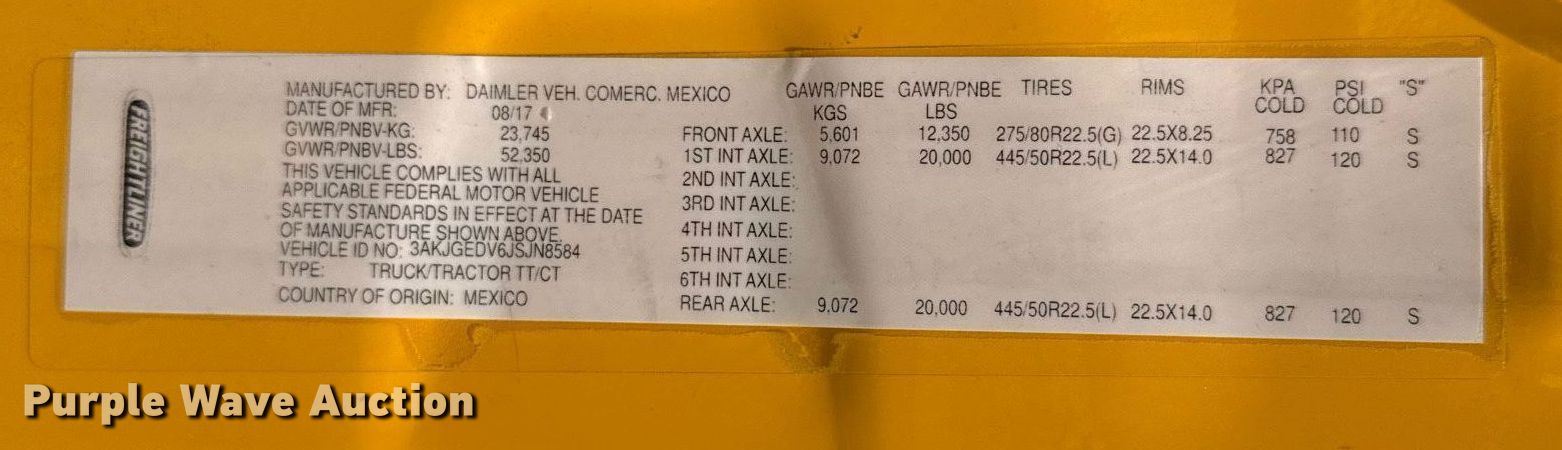 FREIGHTLINER
MANUFACTURED BY: DAIMLER VEH. COMERC. MEXICO GAWR/PNBE GAWR/PNBE TIRES RIMS KPA PSI "S"
DATE OF MFR: 08/17 KGS LBS COLD COLD
GVWR/PNBV-KG: 23,745 FRONT AXLE: 5,601 12,350 275/80R22.5(G) 22.5X8.25 758 110 S
GVWR/PNBV-LBS: 52,350 1ST INT AXLE: 9,072 20,000 445/50R22.5(L) 22.5X14.0 827 120 S
THIS VEHICLE COMPLIES WITH ALL 2ND INT AXLE:
APPLICABLE FEDERAL MOTOR VEHICLE 3RD INT AXLE:
SAFETY STANDARDS IN EFFECT AT THE DATE
OF MANUFACTURE SHOWN ABOVE. 4TH INT AXLE:
VEHICLE ID NO: 3AKJGEDV6JSJN8584 5TH INT AXLE:
TYPE: TRUCK/TRACTOR TT/CT 6TH INT AXLE:
COUNTRY OF ORIGIN: MEXICO REAR AXLE: 9,072 20,000 445/50R22.5(L) 22.5X14.0 827 120 S
Purple Wave Auction